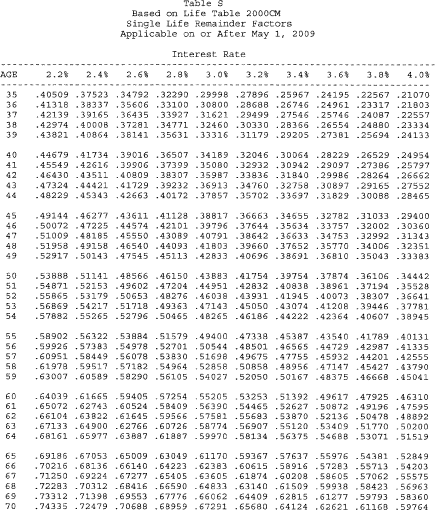 Table S
Based on Life Table 2000CM
Single Life Remainder Factors
Applicable on or After May 1, 2009
Interest Rate
AGE 2.2% 2.4% 2.6% 2.8% 3.0% 3.2% 3.4% 3.6% 3.8% 4.0%
35 .40509 .37523 .34792 .32290 .29998 .27896 .25967 .24195 .22567 .21070
36 .41318 .38337 .35606 .33100 .30800 .28688 .26746 .24961 .23317 .21803
37 .42139 .39165 .36435 .33927 .31621 .29499 .27546 .25746 .24087 .22557
38 .42974 .40008 .37281 .34771 .32460 .30330 .28366 .26554 .24880 .23334
39 .43821 .40864 .38141 .35631 .33316 .31179 .29205 .27381 .25694 .24133
40 .44679 .41734 .39016 .36507 .34189 .32046 .30064 .28229 .26529 .24954
41 .45549 .42616 .39906 .37399 .35080 .32932 .30942 .29097 .27386 .25797
42 .46430 .43511 .40809 .38307 .35987 .33836 .31840 .29986 .28264 .26662
43 .47324 .44421 .41729 .39232 .36913 .34760 .32758 .30897 .29165 .27552
44 .48229 .45343 .42663 .40172 .37857 .35702 .33697 .31829 .30088 .28465
45 .49144 .46277 .43611 .41128 .38817 .36663 .34655 .32782 .31033 .29400
46 .50072 .47225 .44574 .42101 .39796 .37644 .35634 .33757 .32002 .30360
47 .51009 .48185 .45550 .43089 .40791 .38642 .36633 .34753 .32992 .31343
48 .51958 .49158 .46540 .44093 .41803 .39660 .37652 .35770 .34006 .32351
49 .52917 .50143 .47545 .45113 .42833 .40696 .38691 .36810 .35043 .33383
50 .53888 .51141 .48566 .46150 .43883 .41754 .39754 .37874 .36106 .34442
51 .54871 .52153 .49602 .47204 .44951 .42832 .40838 .38961 .37194 .35528
52 .55865 .53179 .50653 .48276 .46038 .43931 .41945 .40073 .38307 .36641
53 .56869 .54217 .51718 .49363 .47143 .45050 .43074 .41208 .39446 .37781
54 .57882 .55265 .52796 .50465 .48265 .46186 .44222 .42364 .40607 .38945
55 .58902 .56322 .53884 .51579 .49400 .47338 .45387 .43540 .41789 .40131
56 .59926 .57383 .54978 .52701 .50544 .48501 .46565 .44729 .42987 .41335
57 .60951 .58449 .56078 .53830 .51698 .49675 .47755 .45932 .44201 .42555
58 .61978 .59517 .57182 .54964 .52858 .50858 .48956 .47147 .45427 .43790
59 .63007 .60589 .58290 .56105 .54027 .52050 .50167 .48375 .46668 .45041
60 .64039 .61665 .59405 .57254 .55205 .53253 .51392 .49617 .47925 .46310
61 .65072 .62743 .60524 .58409 .56390 .54465 .52627 .50872 .49196 .47595
62 .66104 .63822 .61645 .59566 .57581 .55683 .53870 .52136 .50478 .48892
63 .67133 .64900 .62766 .60726 .58774 .56907 .55120 .53409 .51770 .50200
64 .68161 .65977 .63887 .61887 .59970 .58134 .56375 .54688 .53071 .51519
65 .69186 .67053 .65009 .63049 .61170 .59367 .57637 .55976 .54381 .52849
66 .70216 .68136 .66140 .64223 .62383 .60615 .58916 .57283 .55713 .54203
67 .71250 .69224 .67277 .65405 .63605 .61874 .60208 .58605 .57062 .55575
68 .72283 .70312 .68416 .66590 .64833 .63140 .61509 .59938 .58423 .56963
69 .73312 .71398 .69553 .67776 .66062 .64409 .62815 .61277 .59793 .58360
70 .74335 .72479 .70688 .68959 .67291 .65680 .64124 .62621 .61168 .59764